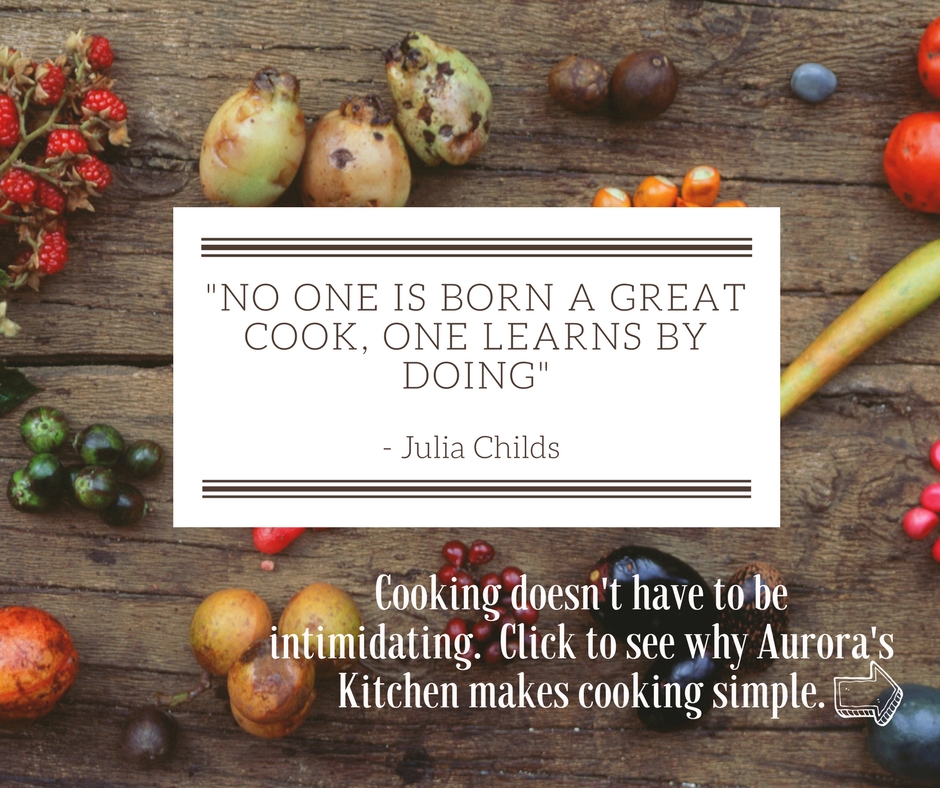 "NO ONE IS BORN A GREAT
COOK, ONE LEARNS BY
DOING"
- Julia Childs
Cooking doesn't have to be
intimidating. Click to see why Aurora's
Kitchen makes cooking simple.